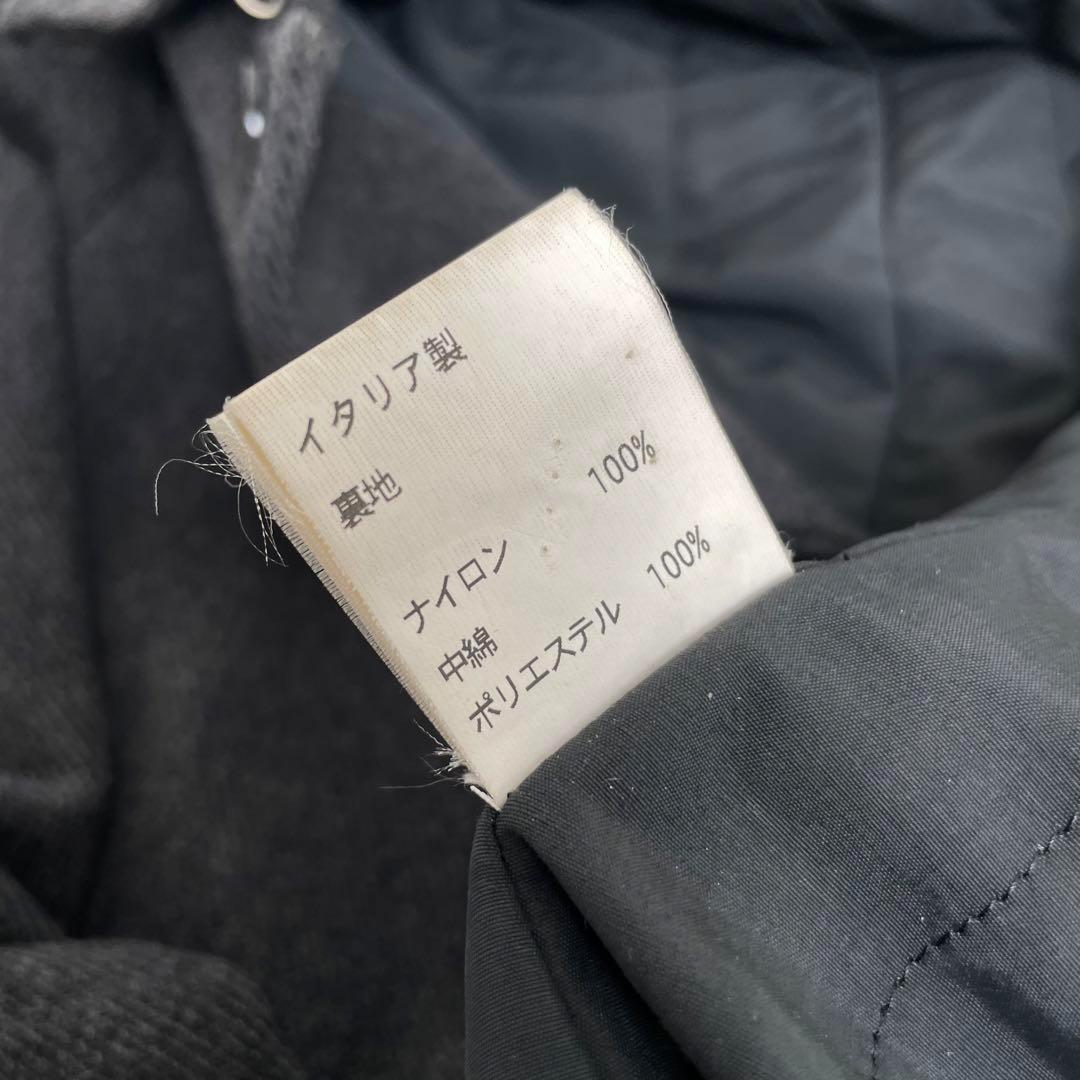 イタリア製
裏地
ナイロン 100%
中綿
ポリエステル 100%